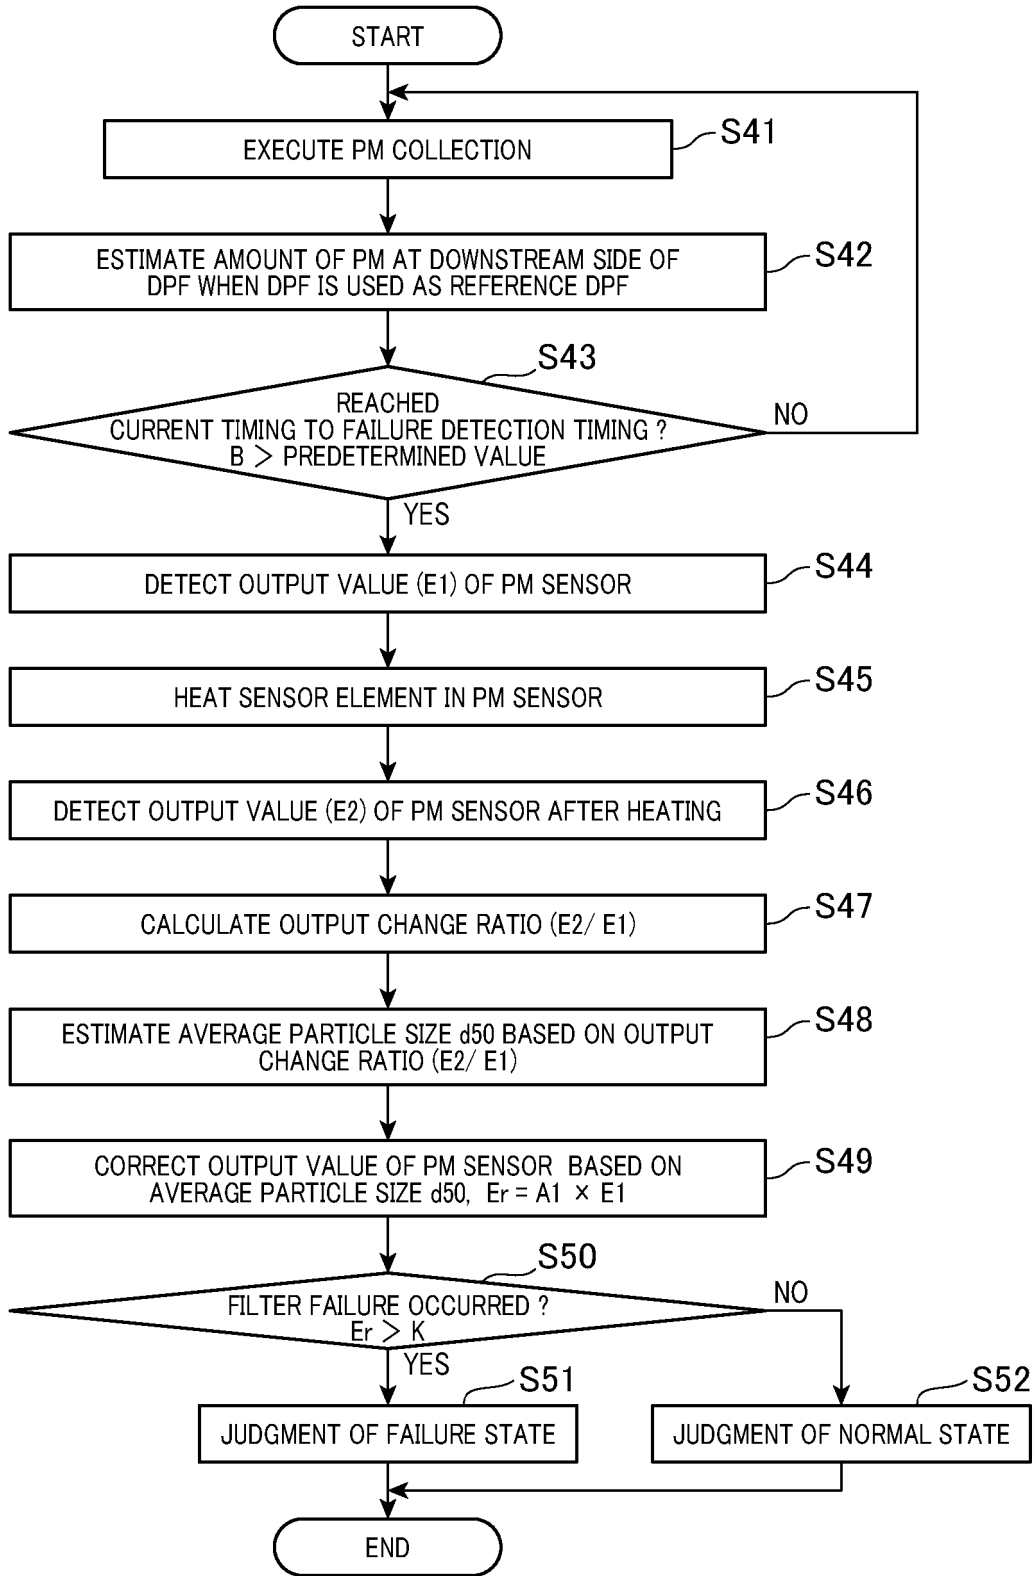 START
EXECUTE PM COLLECTION
S41
ESTIMATE AMOUNT OF PM AT DOWNSTREAM SIDE OF
DPF WHEN DPF IS USED AS REFERENCE DPF
S42
S43
REACHED
CURRENT TIMING TO FAILURE DETECTION TIMING ?
B > PREDETERMINED VALUE
NO
YES
DETECT OUTPUT VALUE (E1) OF PM SENSOR
S44
HEAT SENSOR ELEMENT IN PM SENSOR
S45
DETECT OUTPUT VALUE (E2) OF PM SENSOR AFTER HEATING
S46
CALCULATE OUTPUT CHANGE RATIO (E2/ E1)
S47
ESTIMATE AVERAGE PARTICLE SIZE d50 BASED ON OUTPUT
CHANGE RATIO (E2/ E1)
S48
CORRECT OUTPUT VALUE OF PM SENSOR BASED ON
AVERAGE PARTICLE SIZE d50, Er = A1 × E1
S49
S50
FILTER FAILURE OCCURRED ?
Er > K
NO
YES
S51
JUDGMENT OF FAILURE STATE
S52
JUDGMENT OF NORMAL STATE
END